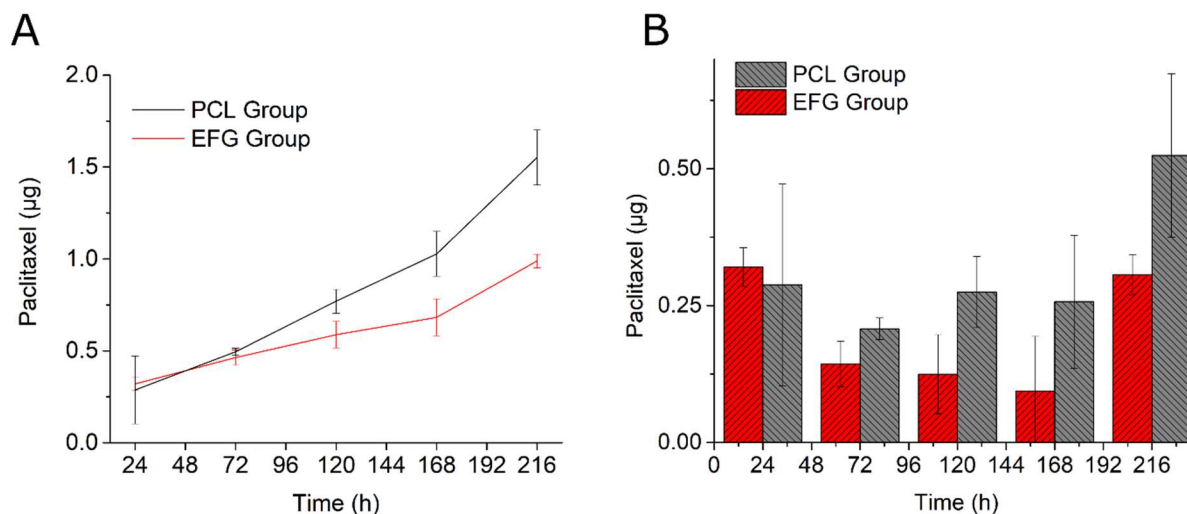 A
Paclitaxel (µg)
2.0
1.5
1.0
0.5
0.0
PCL Group
EFG Group
24 48 72 96 120 144 168 192 216
Time (h)
B
Paclitaxel (µg)
0.50
0.25
0.00
PCL Group
EFG Group
0 24 48 72 96 120 144 168 192 216
Time (h)